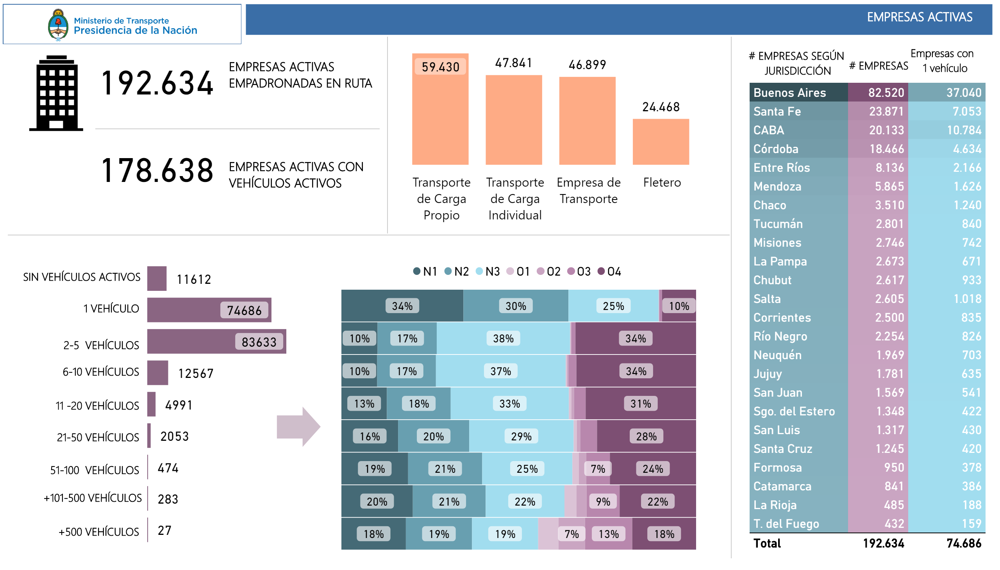 Ministerio de Transporte
Presidencia de la Nación
EMPRESAS ACTIVAS
192.634
EMPRESAS ACTIVAS
EMPADRONADAS EN RUTA
178.638
EMPRESAS ACTIVAS CON
VEHÍCULOS ACTIVOS
59.430
47.841
46.899
24.468
Transporte
de Carga
Propio
Transporte
de Carga
Individual
Empresa de
Transporte
Fletero
SIN VEHÍCULOS ACTIVOS 11612
1 VEHÍCULO 74686
2-5 VEHÍCULOS 83633
6-10 VEHÍCULOS 12567
11 -20 VEHÍCULOS 4991
21-50 VEHÍCULOS 2053
51-100 VEHÍCULOS 474
+101-500 VEHÍCULOS 283
+500 VEHÍCULOS 27
N1 N2 N3 O1 O2 O3 O4
34% 30% 25% 10%
10% 17% 38% 34%
10% 17% 37% 34%
13% 18% 33% 31%
16% 20% 29% 28%
19% 21% 25% 7% 24%
20% 21% 22% 9% 22%
18% 19% 19% 7% 13% 18%
# EMPRESAS SEGÚN
JURISDICCIÓN
# EMPRESAS
Empresas con
1 vehículo
Buenos Aires 82.520 37.040
Santa Fe 23.871 7.053
CABA 20.133 10.784
Córdoba 18.466 4.634
Entre Ríos 8.136 2.166
Mendoza 5.865 1.626
Chaco 3.510 1.240
Tucumán 2.801 840
Misiones 2.746 742
La Pampa 2.673 671
Chubut 2.617 933
Salta 2.605 1.018
Corrientes 2.500 835
Río Negro 2.254 826
Neuquén 1.969 703
Jujuy 1.781 635
San Juan 1.569 541
Sgo. del Estero 1.348 422
San Luis 1.317 430
Santa Cruz 1.245 420
Formosa 950 378
Catamarca 841 386
La Rioja 485 188
T. del Fuego 432 159
Total 192.634 74.686